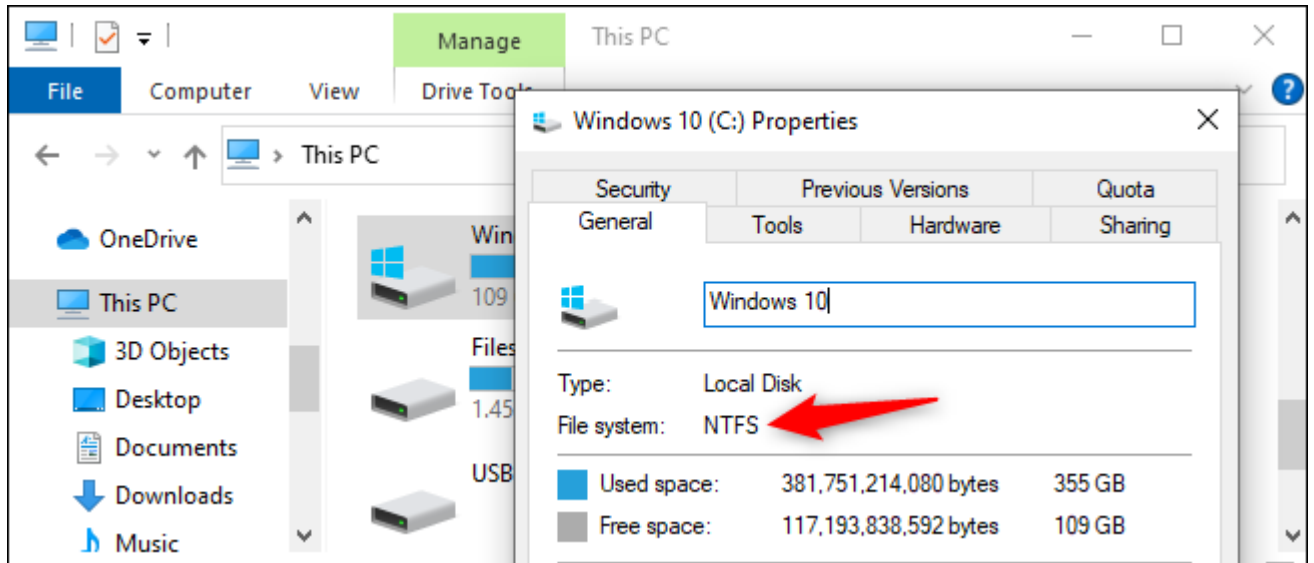 Manage This PC
File Computer View Drive Tools
This PC
OneDrive
This PC
3D Objects
Desktop
Documents
Downloads
Music
Win
109
Files
1.45
USB
Windows 10 (C:) Properties
Security Previous Versions Quota
General Tools Hardware Sharing
Windows 10
Type: Local Disk
File system: NTFS
Used space: 381,751,214,080 bytes 355 GB
Free space: 117,193,838,592 bytes 109 GB